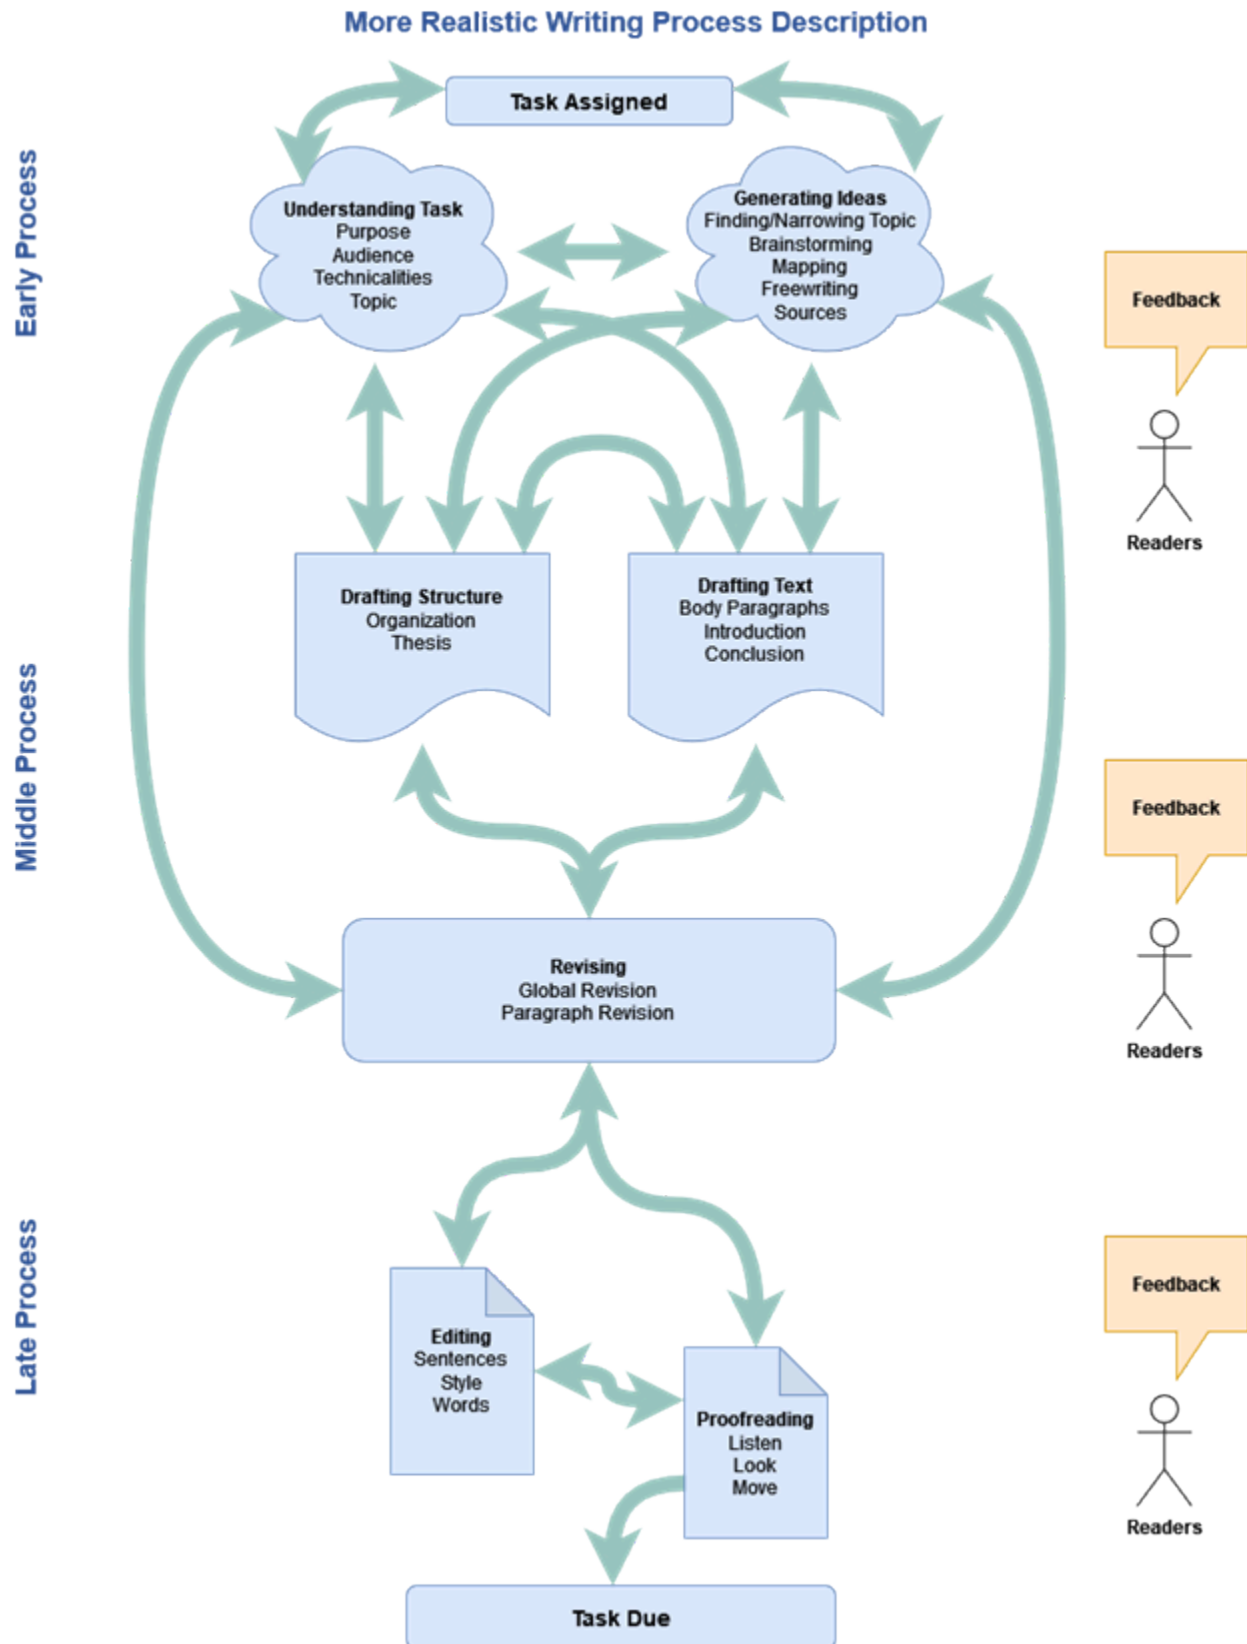 More Realistic Writing Process Description
Task Assigned
Early Process
Understanding Task
Purpose
Audience
Technicalities
Topic
Generating Ideas
Finding/Narrowing Topic
Brainstorming
Mapping
Freewriting
Sources
Feedback
Readers
Middle Process
Drafting Structure
Organization
Thesis
Drafting Text
Body Paragraphs
Introduction
Conclusion
Feedback
Readers
Revising
Global Revision
Paragraph Revision
Late Process
Editing
Sentences
Style
Words
Proofreading
Listen
Look
Move
Feedback
Readers
Task Due